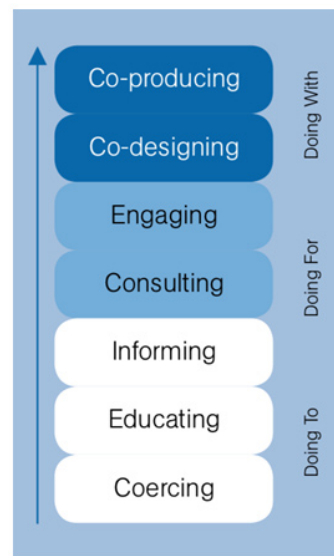 Co-producing
Co-designing
Engaging
Consulting
Informing
Educating
Coercing
Doing With
Doing For
Doing To